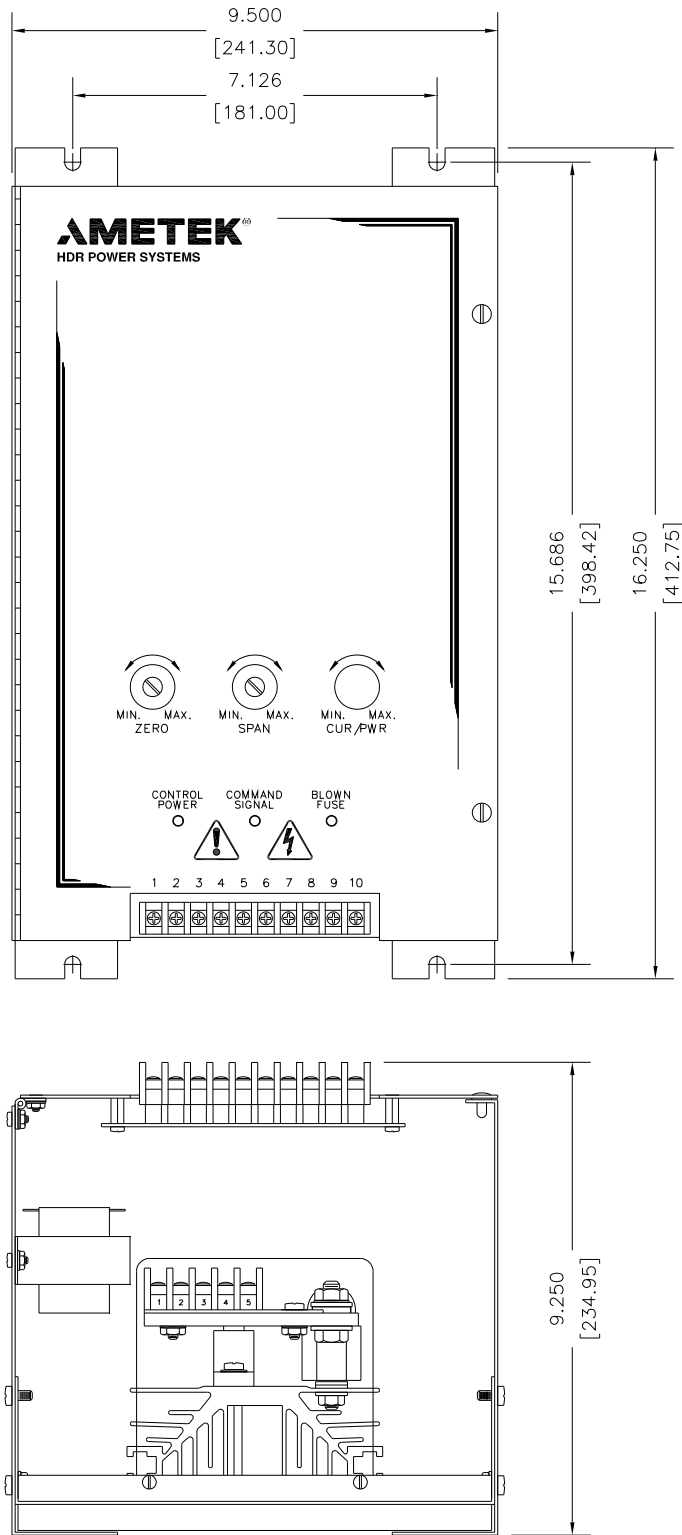 9.500
[241.30]
7.126
[181.00]
AMETEK®
HDR POWER SYSTEMS
15.686
[398.42]
16.250
[412.75]
MIN. MAX.
ZERO
MIN. MAX.
SPAN
MIN. MAX.
CUR/PWR
CONTROL
POWER
COMMAND
SIGNAL
BLOWN
FUSE
1 2 3 4 5 6 7 8 9 10
9.250
[234.95]
1 2 3 4 5